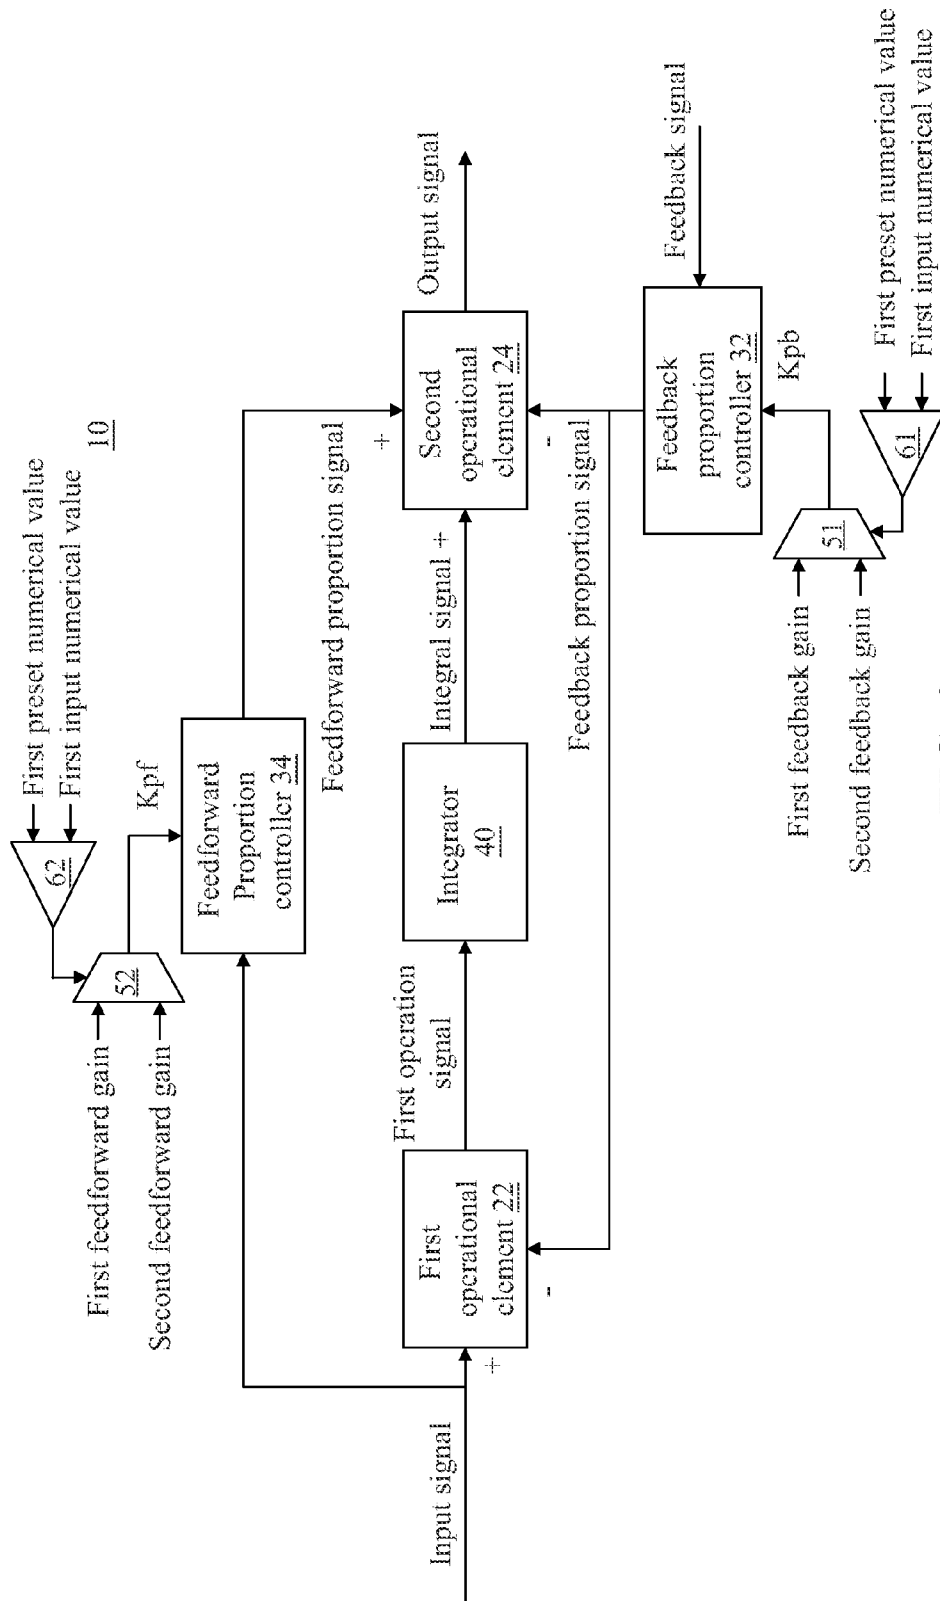 10
First preset numerical value
First input numerical value
62
Kpf
First feedforward gain
Second feedforward gain
52
Feedforward
Proportion
controller 34
Feedforward proportion signal
+
Input signal
+
First
operational
element 22
-
First operation
signal
Integrator
40
Integral signal +
Second
operational
element 24
-
Output signal
Feedback proportion signal
Feedback
proportion
controller 32
Feedback signal
Kpb
First feedback gain
Second feedback gain
51
61
First preset numerical value
First input numerical value